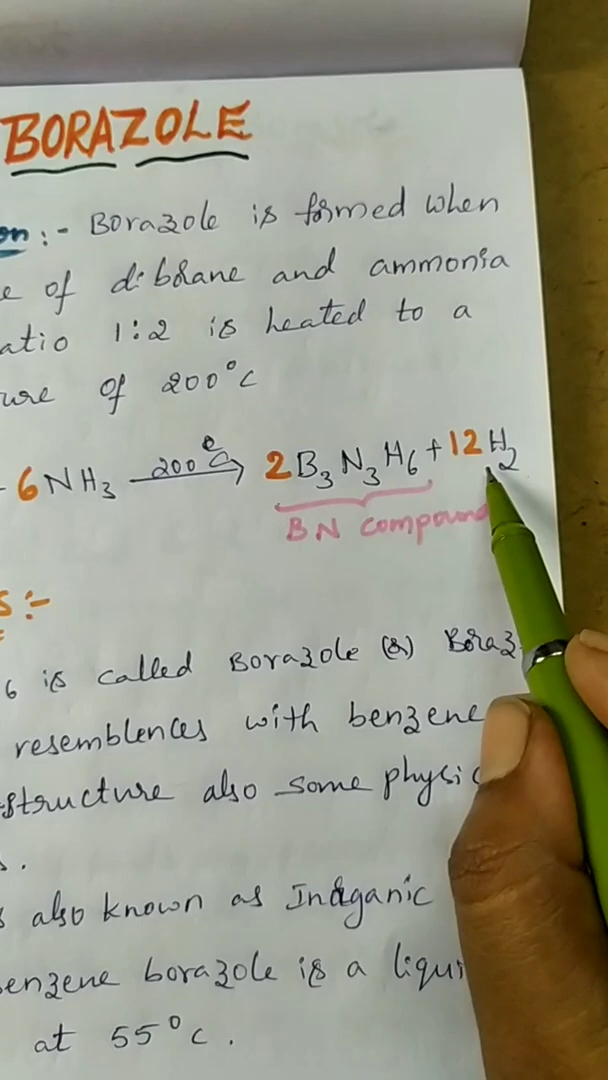 BORAZOLE
on :- Borazole is formed when
e of diborane and ammonia
atio 1:2 is heated to a
ure of 200°C
- 6NH3 200°C → 2B3N3H6 + 12H2
BN compound
s :-
6 is called Borazole (or) Boraz
resemblences with benzene
structure also some physic
s.
s also known as Inorganic
enzene borazole is a liqui
at 55°C.